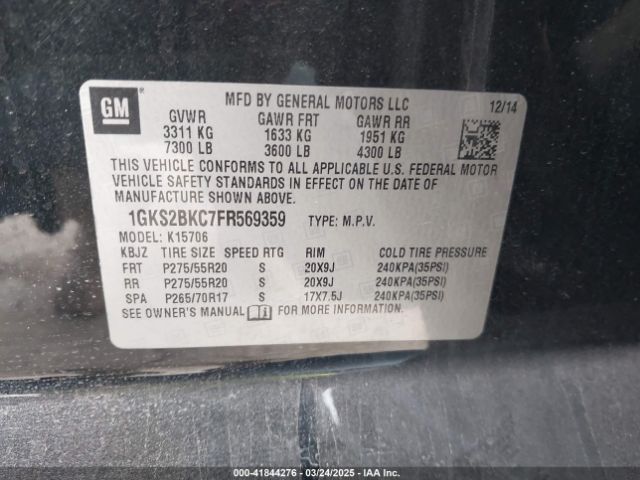 GM
MFD BY GENERAL MOTORS LLC 12/14
GVWR GAWR FRT GAWR RR
3311 KG 1633 KG 1951 KG
7300 LB 3600 LB 4300 LB
THIS VEHICLE CONFORMS TO ALL APPLICABLE U.S. FEDERAL MOTOR
VEHICLE SAFETY STANDARDS IN EFFECT ON THE DATE OF
MANUFACTURE SHOWN ABOVE.
1GKS2BKC7FR569359 TYPE: M.P.V.
MODEL: K15706
KBJZ TIRE SIZE SPEED RTG RIM COLD TIRE PRESSURE
FRT P275/55R20 S 20X9J 240KPA(35PSI)
RR P275/55R20 S 20X9J 240KPA(35PSI)
SPA P265/70R17 S 17X7.5J 240KPA(35PSI)
SEE OWNER'S MANUAL FOR MORE INFORMATION.
000-41844276 - 03/24/2025 - IAA Inc.